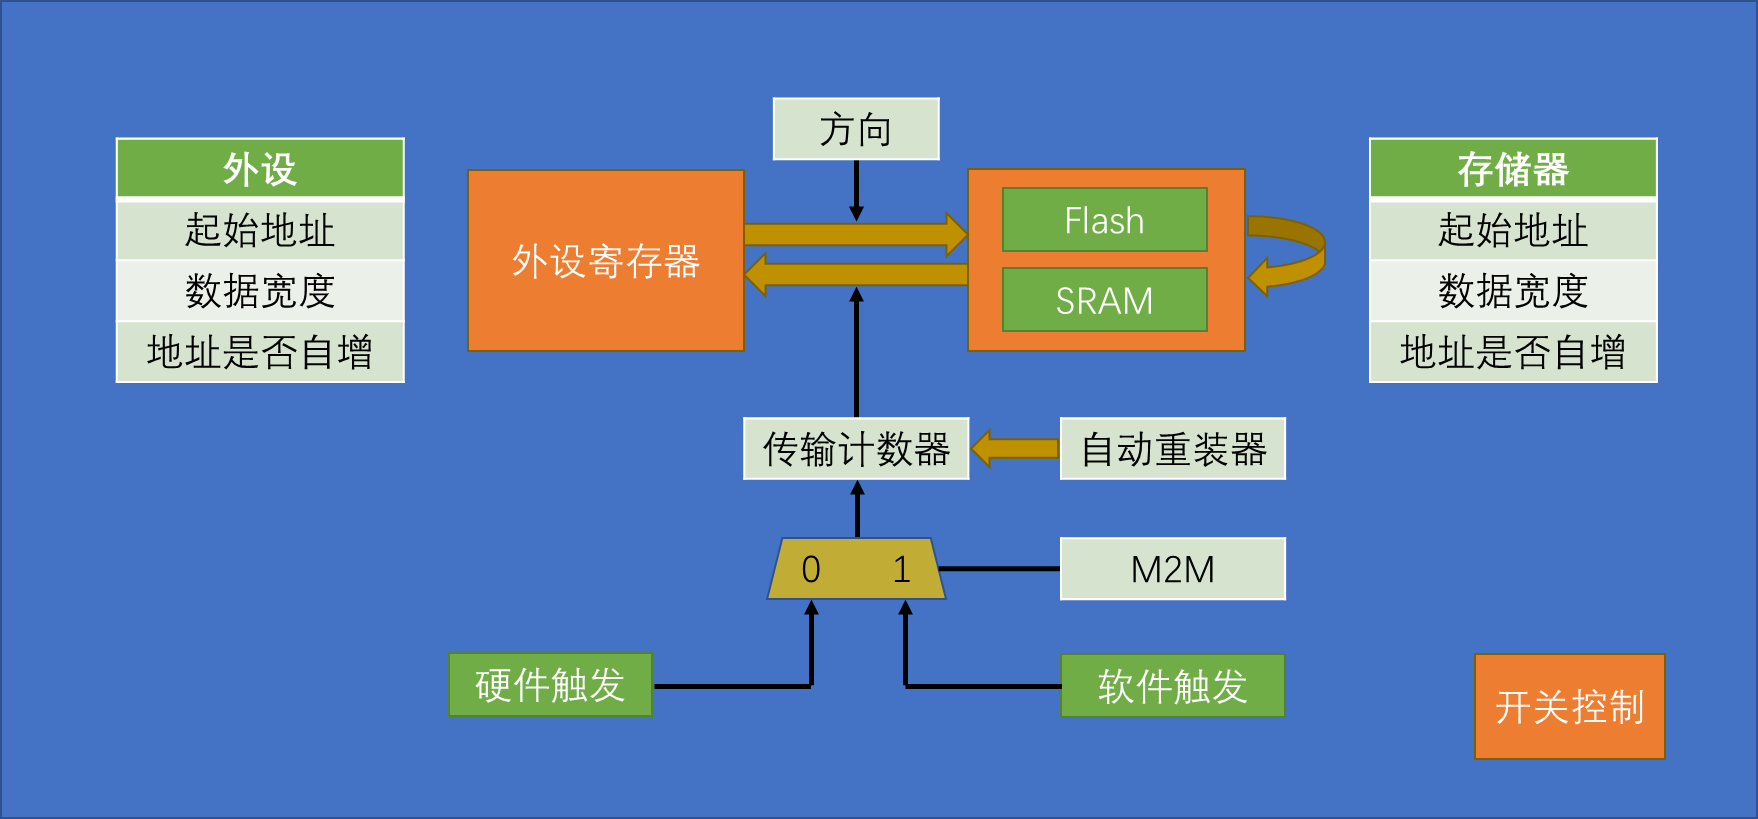 方向
外设
起始地址
数据宽度
地址是否自增
外设寄存器
Flash
SRAM
存储器
起始地址
数据宽度
地址是否自增
传输计数器
自动重装器
0 1
M2M
硬件触发
软件触发
开关控制